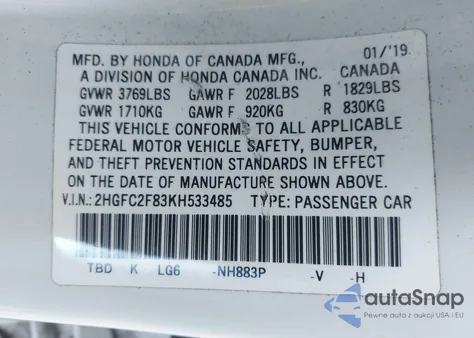 MFD. BY HONDA OF CANADA MFG., 01/'19
A DIVISION OF HONDA CANADA INC. CANADA
GVWR 3769LBS GAWR F 2028LBS R 1829LBS
GVWR 1710KG GAWR F 920KG R 830KG
THIS VEHICLE CONFORMS TO ALL APPLICABLE
FEDERAL MOTOR VEHICLE SAFETY, BUMPER,
AND THEFT PREVENTION STANDARDS IN EFFECT
ON THE DATE OF MANUFACTURE SHOWN ABOVE.
V.I.N.: 2HGFC2F83KH533485 TYPE: PASSENGER CAR
TBD K LG6 -NH883P -V -H
autoSnap
Pewne auta z aukcji USA i EU